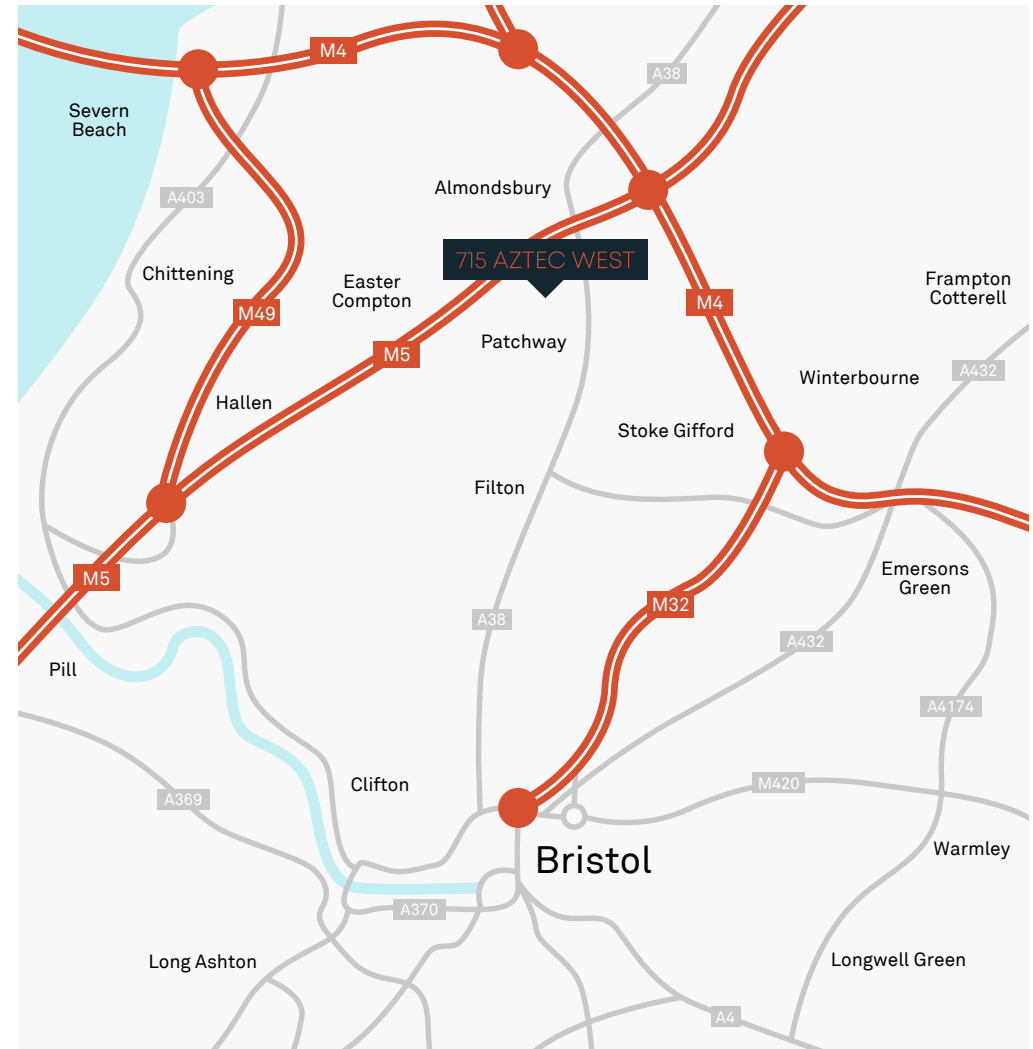 M4
A38
Severn
Beach
Almondsbury
A403
715 AZTEC WEST
Chittening
Easter
Compton
Frampton
Cotterell
M49
M4
Patchway
M5
A432
Winterbourne
Hallen
Stoke Gifford
Filton
M5
Emersons
Green
M32
A38
A432
Pill
A4174
Clifton
M420
A369
Bristol
Warmley
A370
Long Ashton
Longwell Green
A4